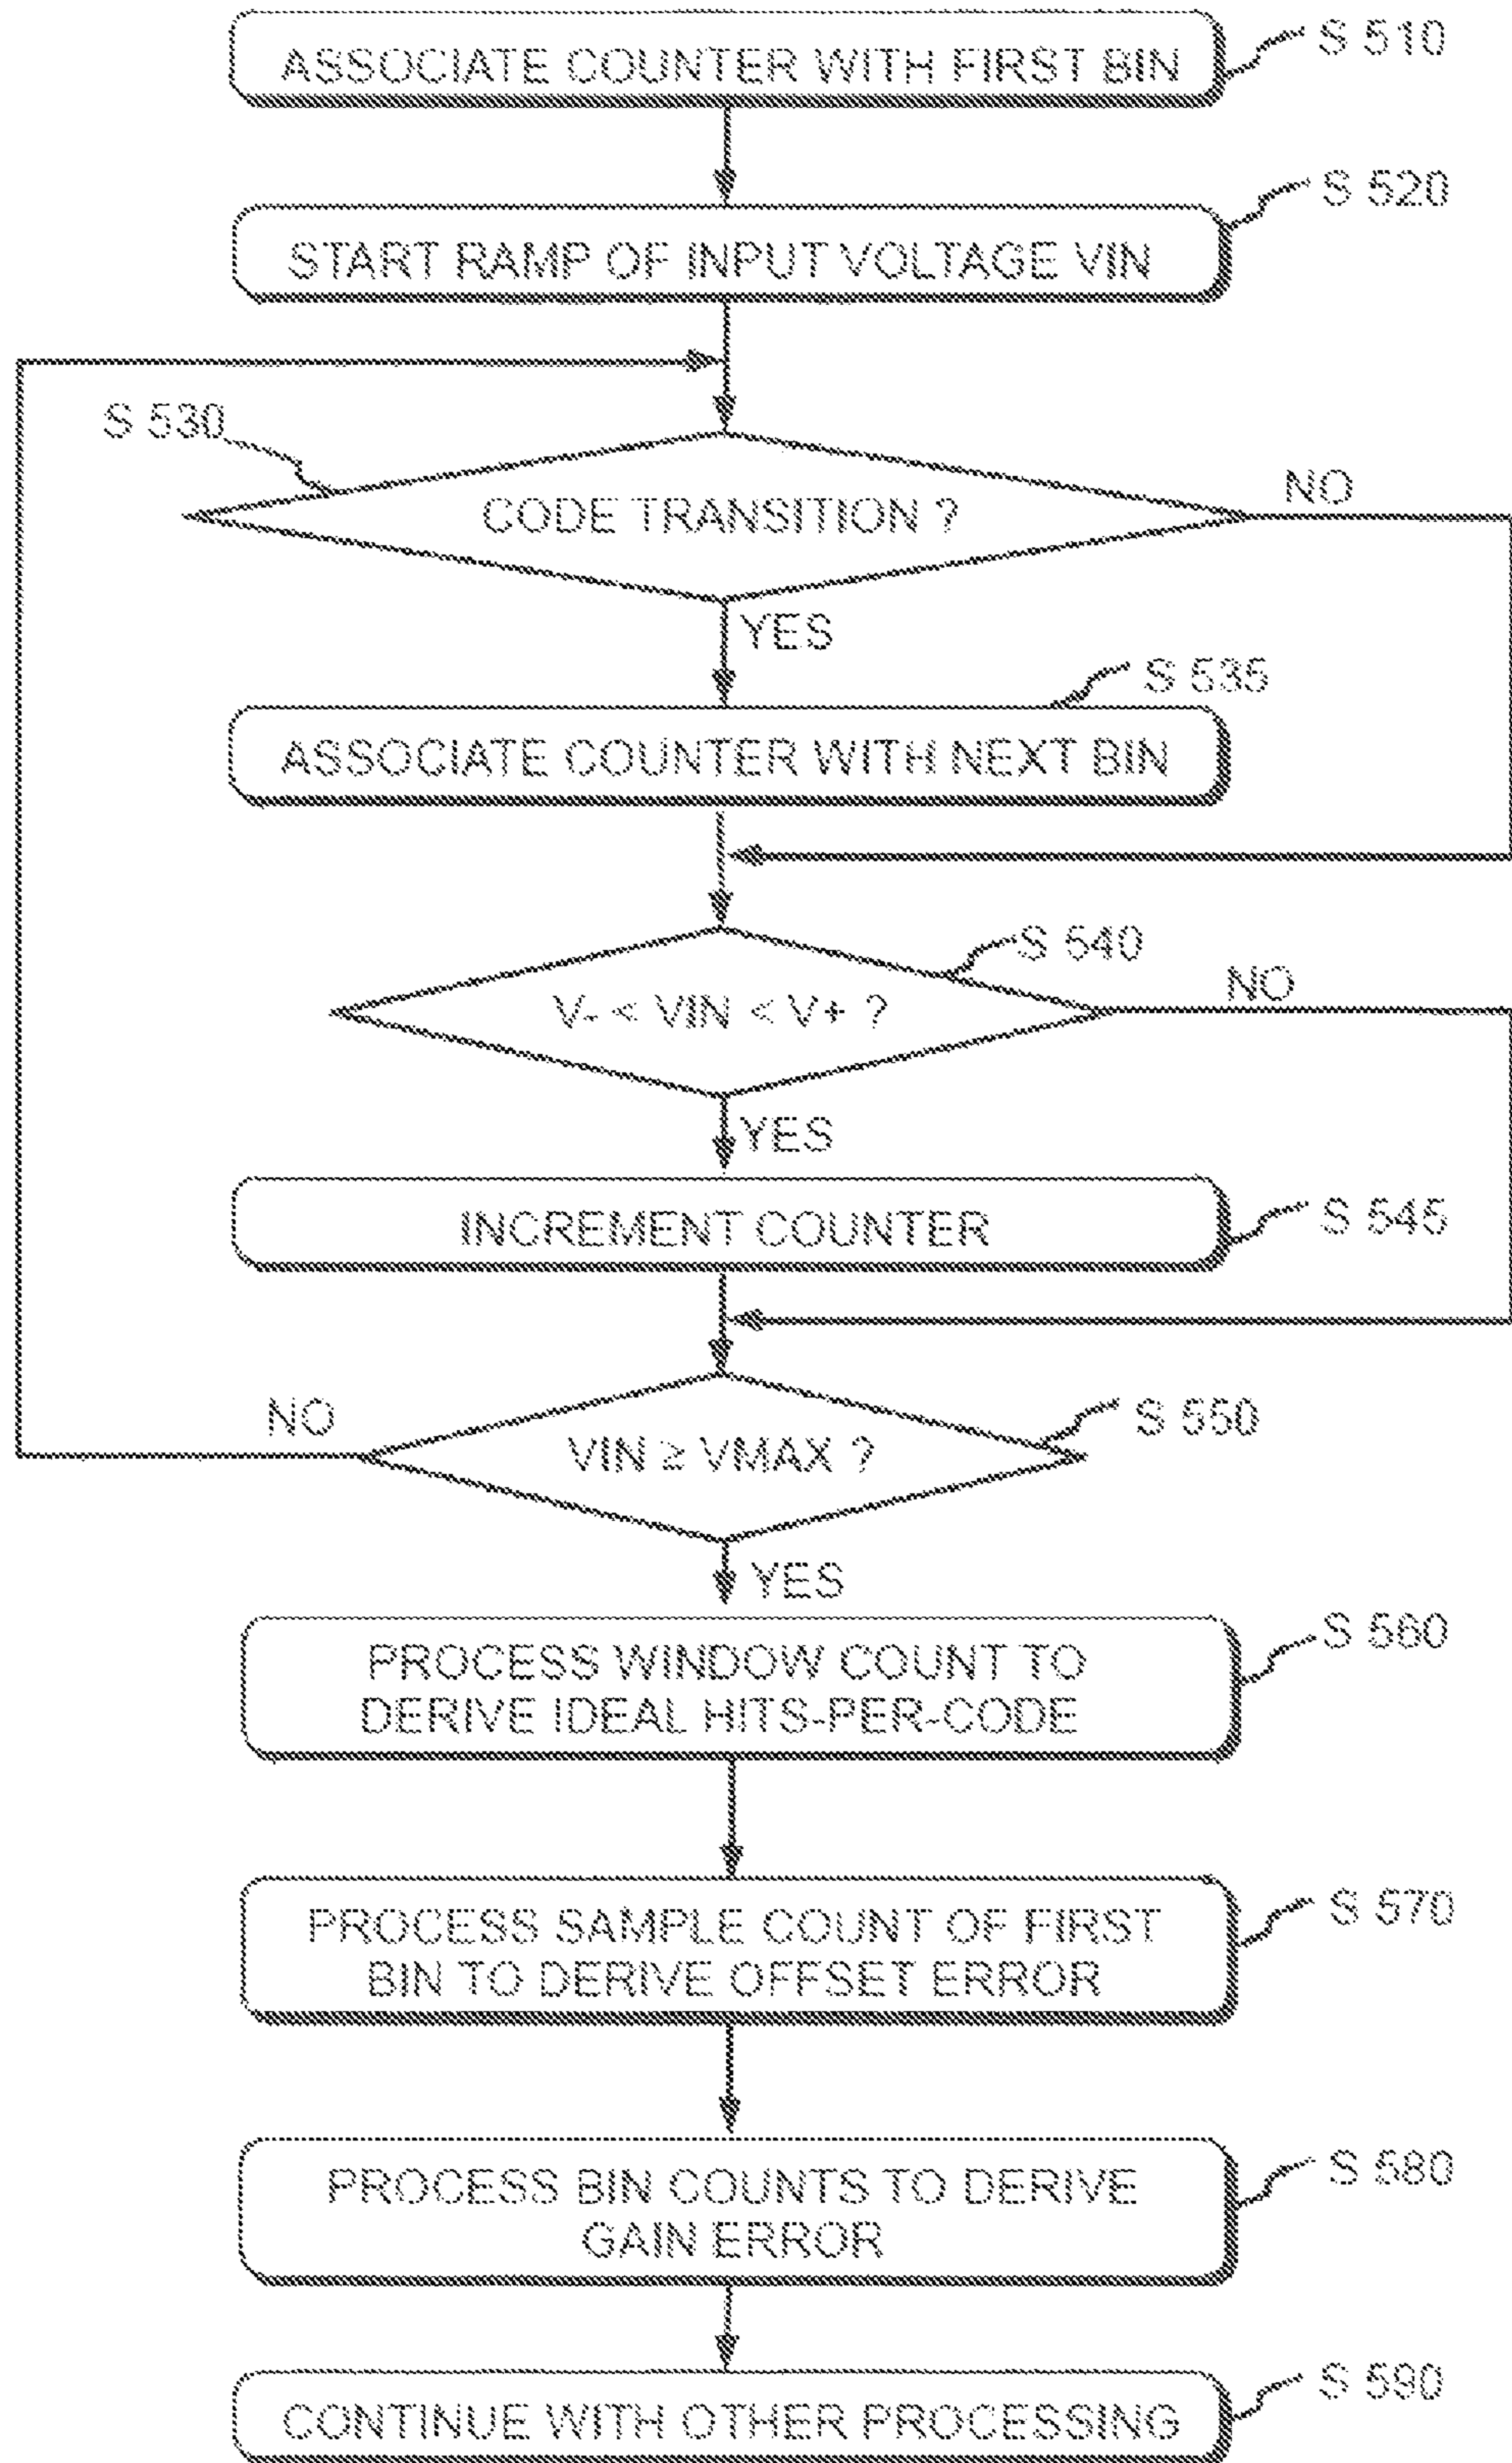 ASSOCIATE COUNTER WITH FIRST BIN
S 510
START RAMP OF INPUT VOLTAGE VIN
S 520
S 530
CODE TRANSITION ?
NO
YES
S 535
ASSOCIATE COUNTER WITH NEXT BIN
S 540
V- < VIN < V+ ?
NO
YES
INCREMENT COUNTER
S 545
NO
VIN ≥ VMAX ?
S 550
YES
PROCESS WINDOW COUNT TO
DERIVE IDEAL HITS-PER-CODE
S 560
PROCESS SAMPLE COUNT OF FIRST
BIN TO DERIVE OFFSET ERROR
S 570
PROCESS BIN COUNTS TO DERIVE
GAIN ERROR
S 580
CONTINUE WITH OTHER PROCESSING
S 590